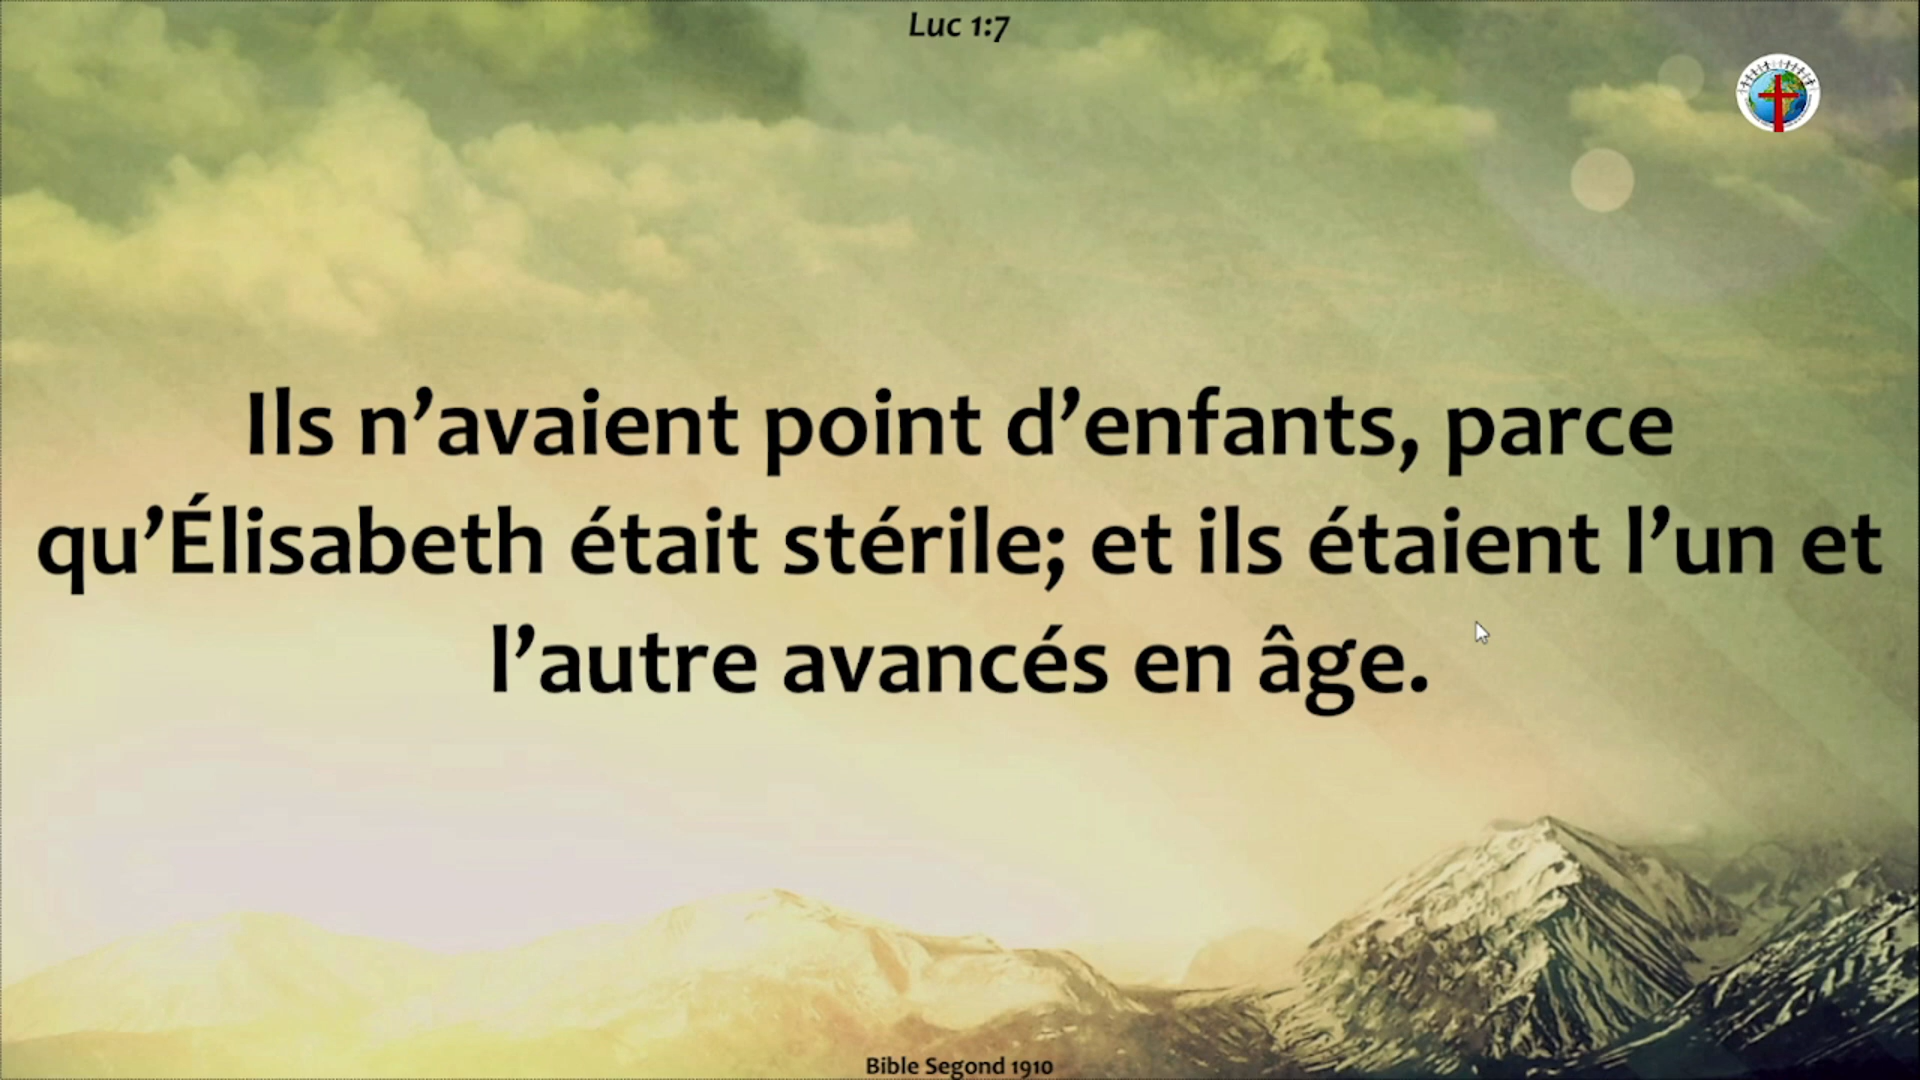 Luc 1:7
Ils n’avaient point d’enfants, parce
qu’Élisabeth était stérile; et ils étaient l’un et
l’autre avancés en âge.
Bible Segond 1910